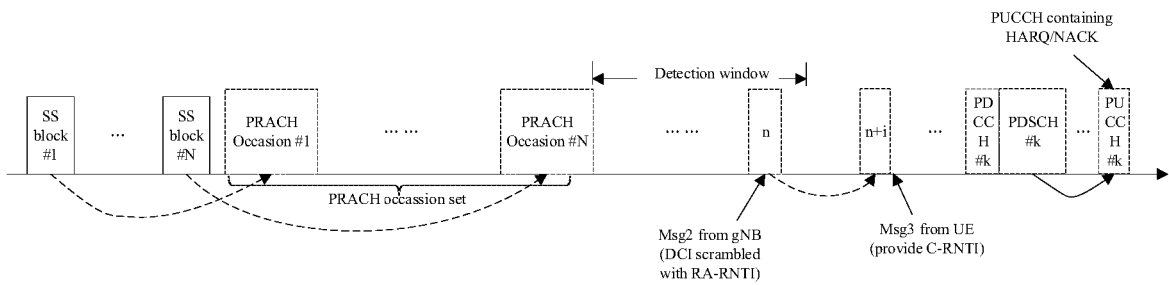 PUCCH containing
HARQ/NACK
Detection window
SS
block
#1
...
SS
block
#N
PRACH
Occasion #1
... ...
PRACH
Occasion #N
... ...
n
n+i
...
PD
CC
H
#k
PDSCH
#k
...
PU
CC
H
#k
PRACH occassion set
Msg2 from gNB
(DCI scrambled
with RA-RNTI)
Msg3 from UE
(provide C-RNTI)